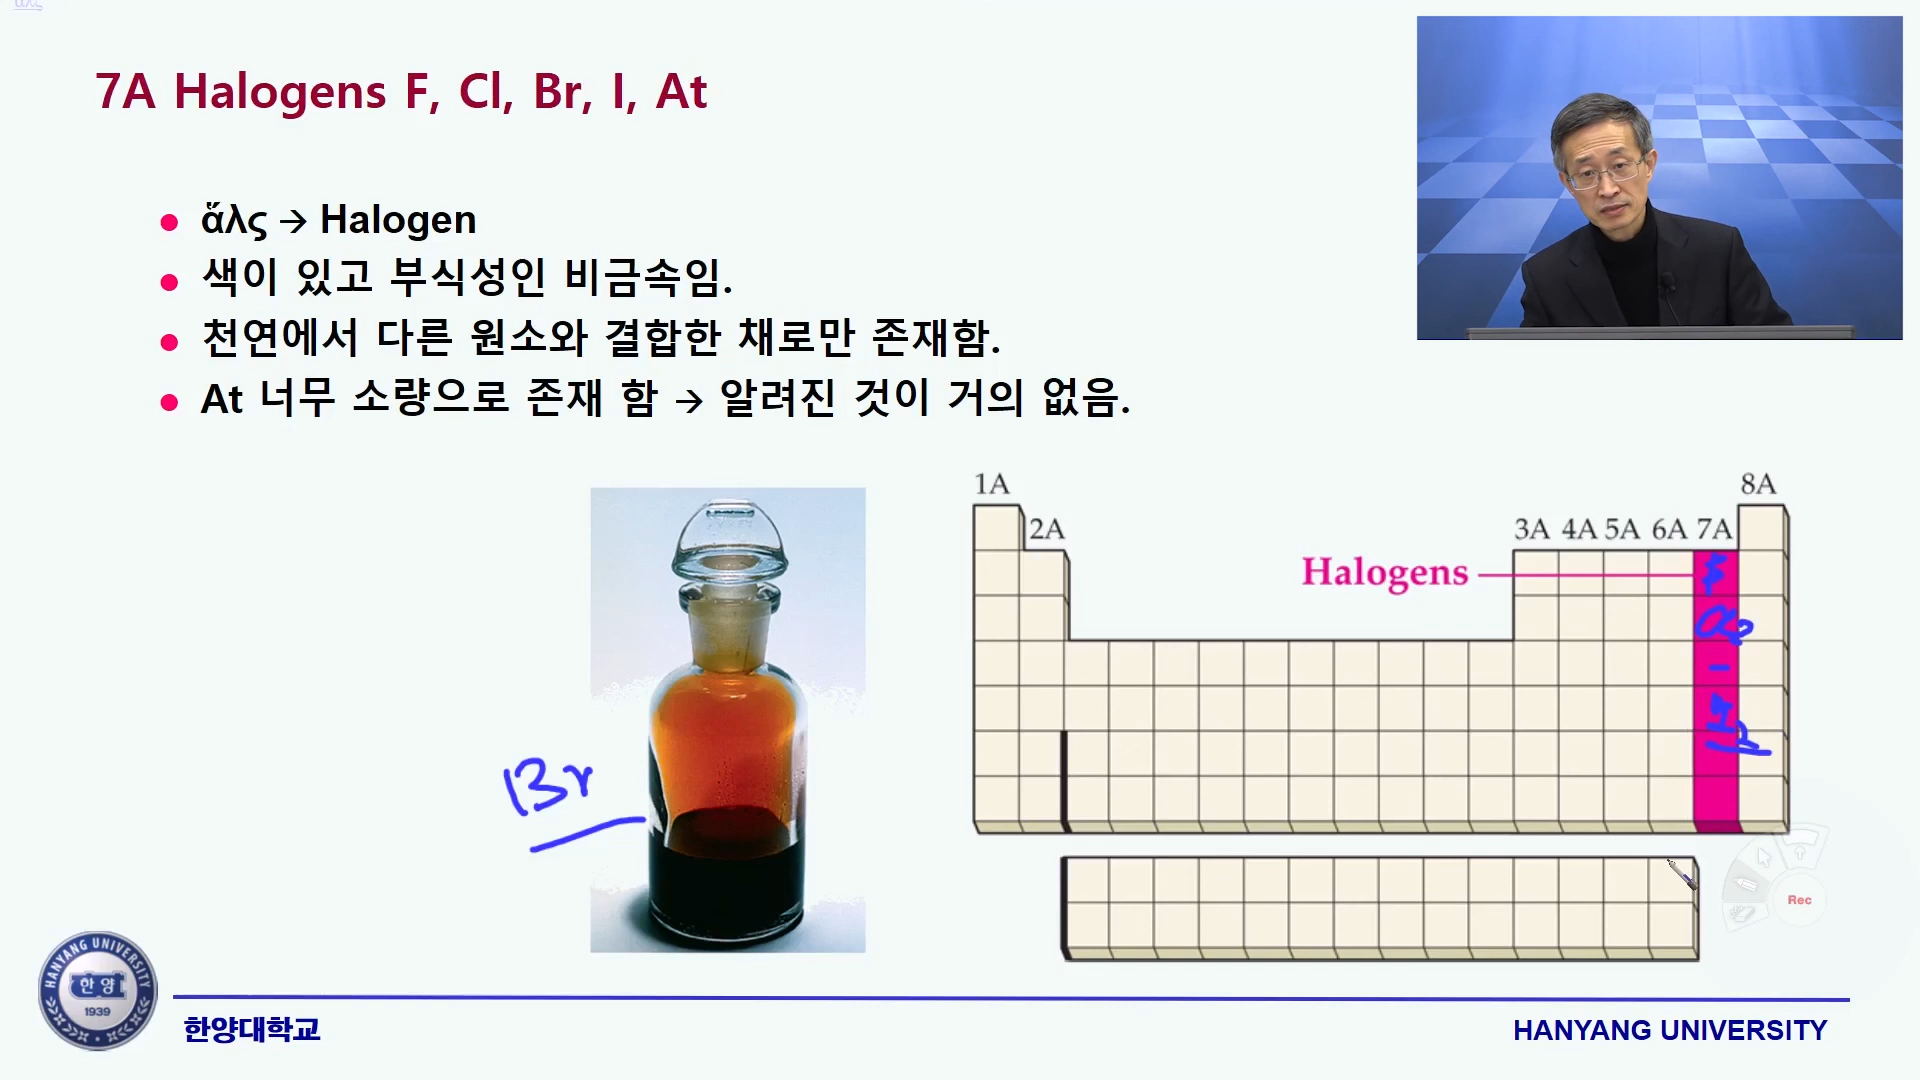 7A Halogens F, Cl, Br, I, At
ἅλς → Halogen
색이 있고 부식성인 비금속임.
천연에서 다른 원소와 결합한 채로만 존재함.
At 너무 소량으로 존재 함 → 알려진 것이 거의 없음.
1A
8A
2A
3A 4A 5A 6A 7A
Halogens
Br
Rec
HANYANG UNIVERSITY
한양
1939
한양대학교
HANYANG UNIVERSITY